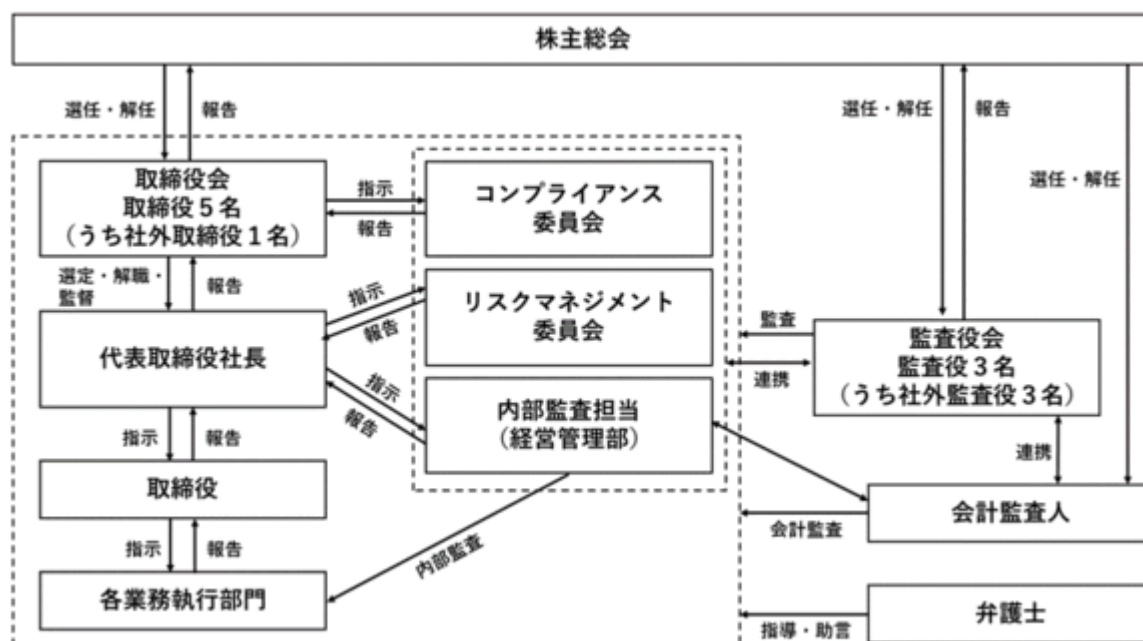 株主総会
選任・解任
報告
選任・解任
報告
選任・解任
取締役会
取締役5名
(うち社外取締役1名)
指示
報告
コンプライアンス
委員会
選定・解職・
監督
報告
指示
報告
リスクマネジメント
委員会
代表取締役社長
監査
連携
監査役会
監査役3名
(うち社外監査役3名)
指示
報告
内部監査担当
(経営管理部)
指示
報告
連携
取締役
会計監査人
会計監査
指示
報告
内部監査
各業務執行部門
弁護士
指導・助言